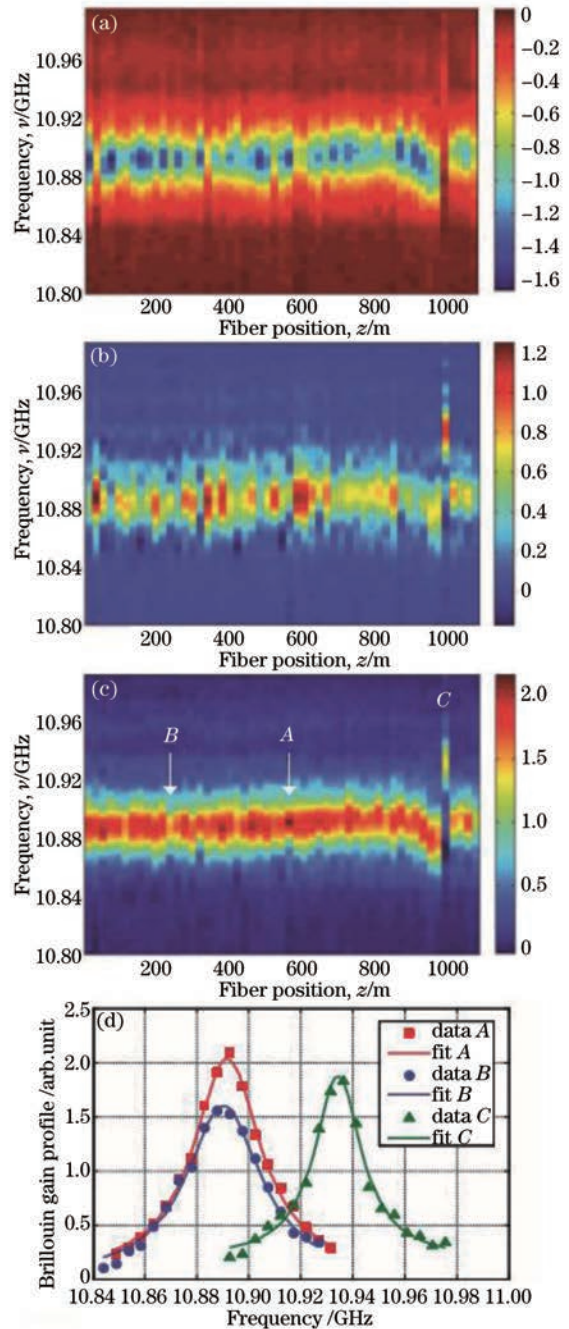 (a)
Frequency, ν/GHz
10.96
10.92
10.88
10.84
10.80
200 400 600 800 1000
Fiber position, z/m
0
−0.2
−0.4
−0.6
−0.8
−1.0
−1.2
−1.4
−1.6
(b)
Frequency, ν/GHz
10.96
10.92
10.88
10.84
10.80
200 400 600 800 1000
Fiber position, z/m
1.2
1.0
0.8
0.6
0.4
0.2
0
(c)
C
B
A
Frequency, ν/GHz
10.96
10.92
10.88
10.84
10.80
200 400 600 800 1000
Fiber position, z/m
2.0
1.5
1.0
0.5
0
(d)
Brillouin gain profile /arb.unit
2.5
2.0
1.5
1.0
0.5
0
data A
fit A
data B
fit B
data C
fit C
10.84 10.86 10.88 10.90 10.92 10.94 10.96 10.98 11.00
Frequency /GHz